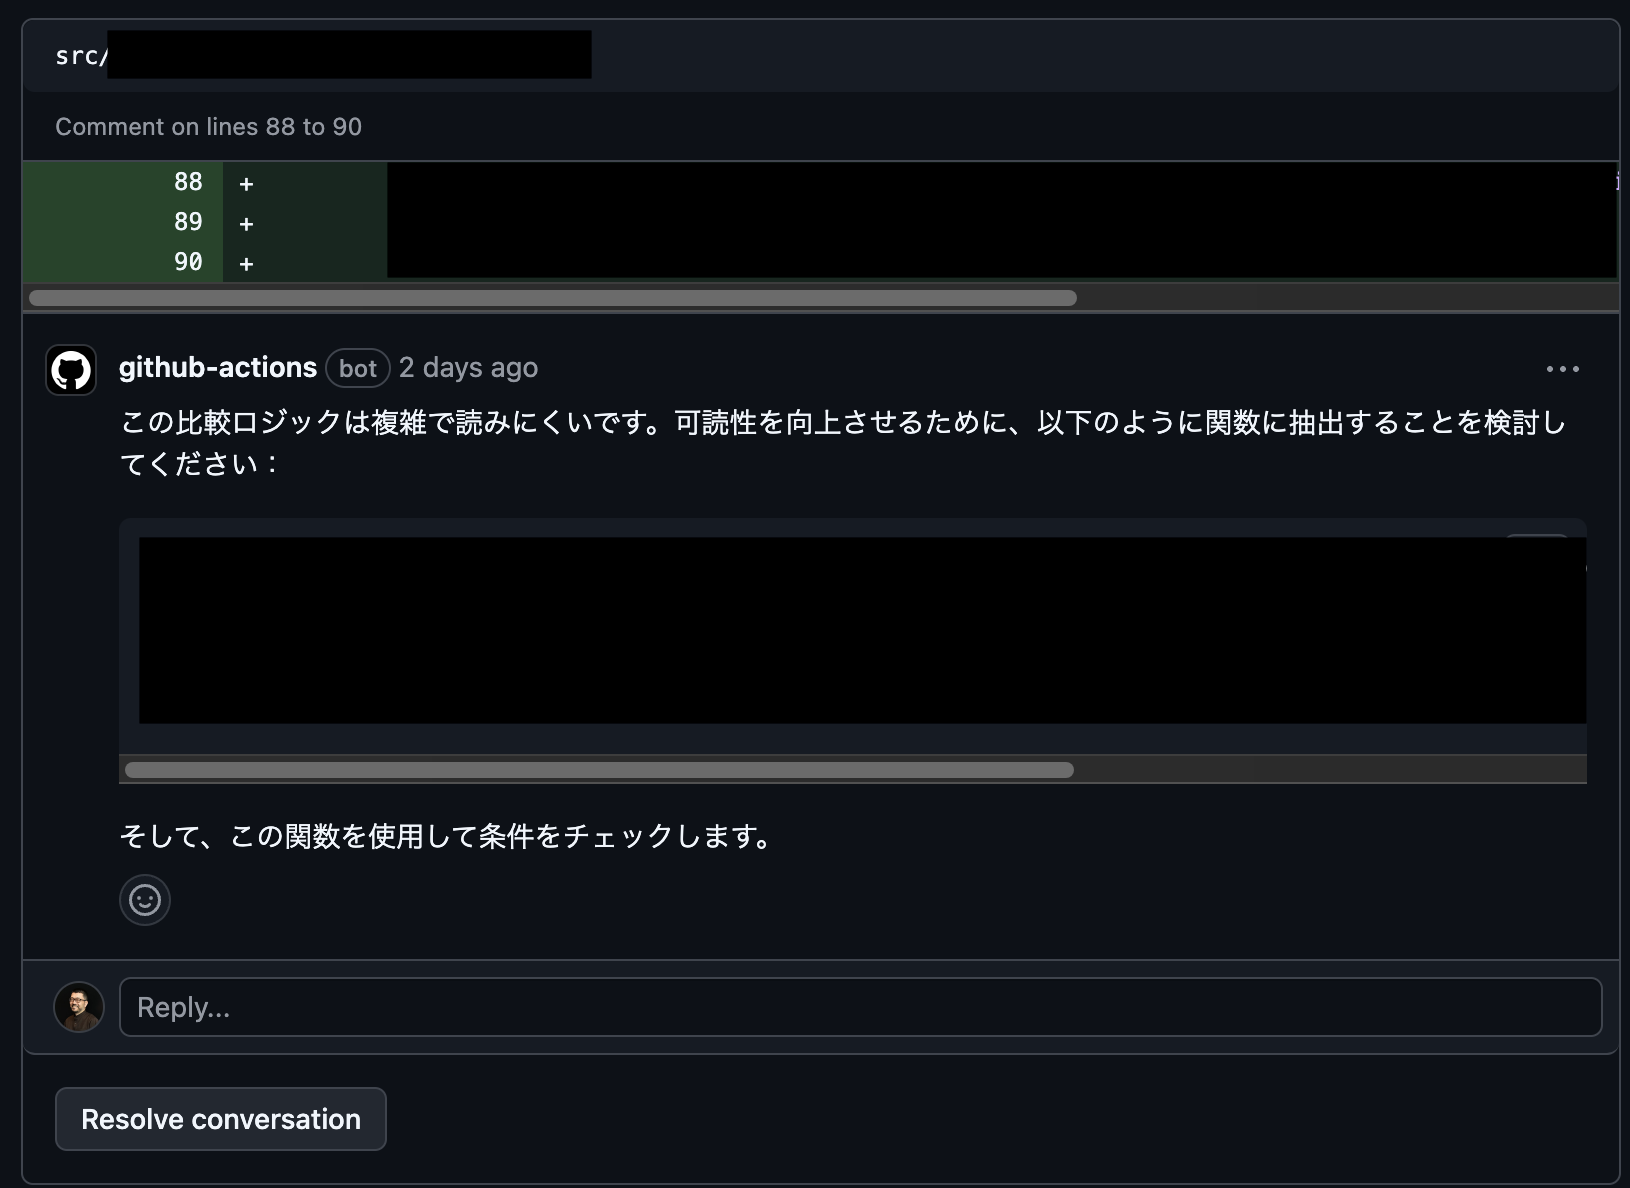 src/
Comment on lines 88 to 90
88 +
89 +
90 +
github-actions bot 2 days ago
この比較ロジックは複雑で読みにくいです。可読性を向上させるために、以下のように関数に抽出することを検討し
てください：
そして、この関数を使用して条件をチェックします。
Reply...
Resolve conversation